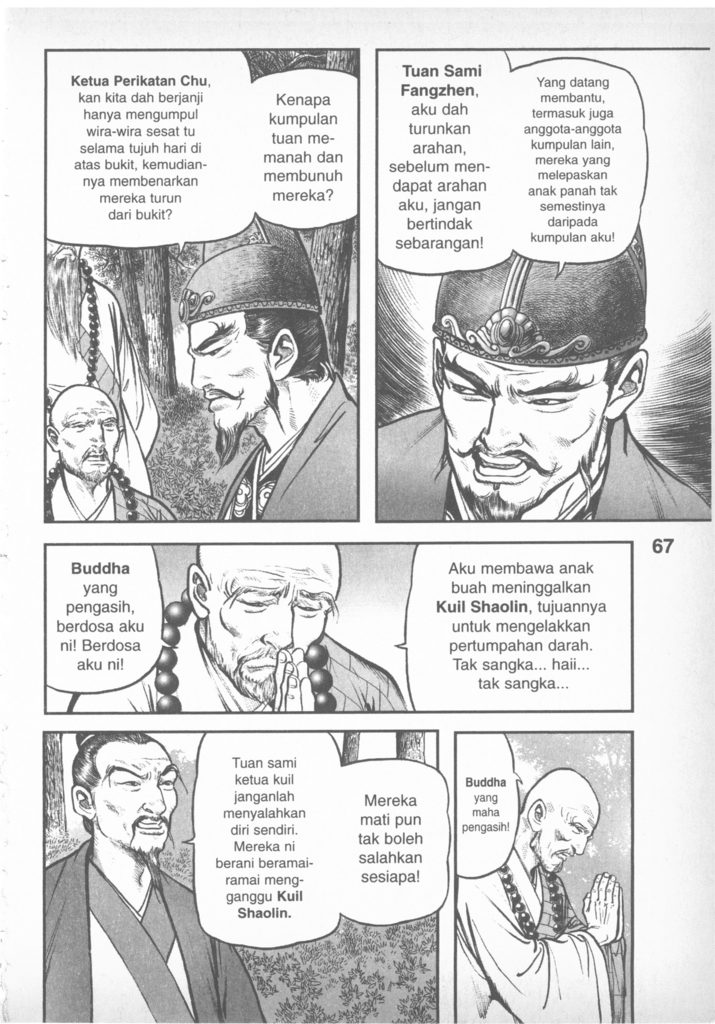 Ketua Perikatan Chu,
kan kita dah berjanji
hanya mengumpul
wira-wira sesat tu
selama tujuh hari di
atas bukit, kemudian-
nya membenarkan
mereka turun
dari bukit?
Kenapa
kumpulan
tuan me-
manah dan
membunuh
mereka?
Tuan Sami
Fangzhen,
aku dah
turunkan
arahan,
sebelum men-
dapat arahan
aku, jangan
bertindak
sebarangan!
Yang datang
membantu,
termasuk juga
anggota-anggota
kumpulan lain,
mereka yang
melepaskan
anak panah tak
semestinya
daripada
kumpulan aku!
67
Buddha
yang
pengasih,
berdosa aku
ni! Berdosa
aku ni!
Aku membawa anak
buah meninggalkan
Kuil Shaolin, tujuannya
untuk mengelakkan
pertumpahan darah.
Tak sangka... haii...
tak sangka...
Tuan sami
ketua kuil
janganlah
menyalahkan
diri sendiri.
Mereka ni
berani beramai-
ramai meng-
ganggu Kuil
Shaolin.
Mereka
mati pun
tak boleh
salahkan
sesiapa!
Buddha
yang
maha
pengasih!